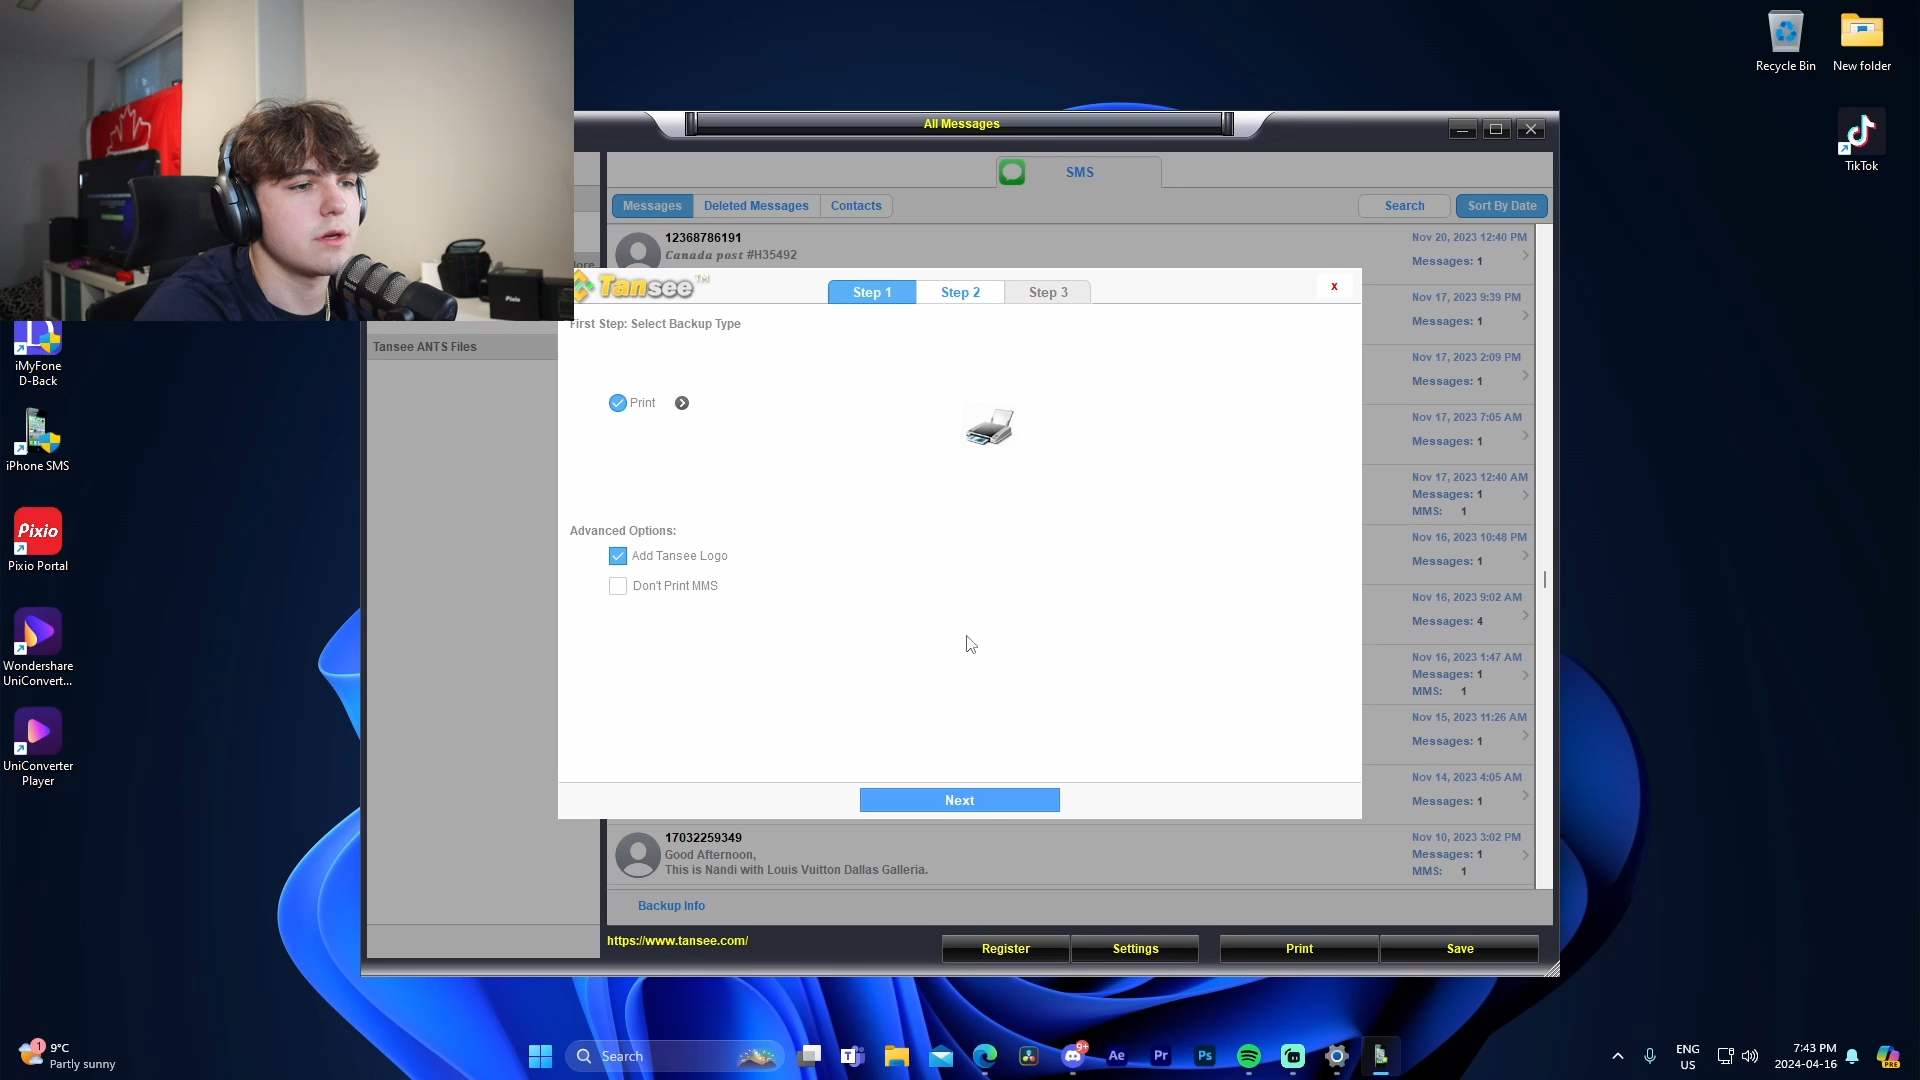 Recycle Bin
New folder
TikTok
iMyFone
D-Back
iPhone SMS
Pixio
Pixio Portal
Wondershare
UniConvert...
UniConverter
Player
Pixio
All Messages
SMS
Messages
Deleted Messages
Contacts
Search
Sort By Date
12368786191
Canada post #H35492
Nov 20, 2023 12:40 PM
Messages: 1
Nov 17, 2023 9:39 PM
Messages: 1
Nov 17, 2023 2:09 PM
Messages: 1
Nov 17, 2023 7:05 AM
Messages: 1
Nov 17, 2023 12:40 AM
Messages: 1
MMS: 1
Nov 16, 2023 10:48 PM
Messages: 1
Nov 16, 2023 9:02 AM
Messages: 4
Nov 16, 2023 1:47 AM
Messages: 1
MMS: 1
Nov 15, 2023 11:26 AM
Messages: 1
Nov 14, 2023 4:05 AM
Messages: 1
17032259349
Good Afternoon,
This is Nandi with Louis Vuitton Dallas Galleria.
Nov 10, 2023 3:02 PM
Messages: 1
MMS: 1
ore.
Tansee ANTS Files
Tansee™
Step 1
Step 2
Step 3
x
First Step: Select Backup Type
Print
Advanced Options:
Add Tansee Logo
Don't Print MMS
Next
Backup Info
https://www.tansee.com/
Register
Settings
Print
Save
1
9°C
Partly sunny
Search
T
9+
Ae
Pr
Ps
ENG
US
7:43 PM
2024-04-16
PRE